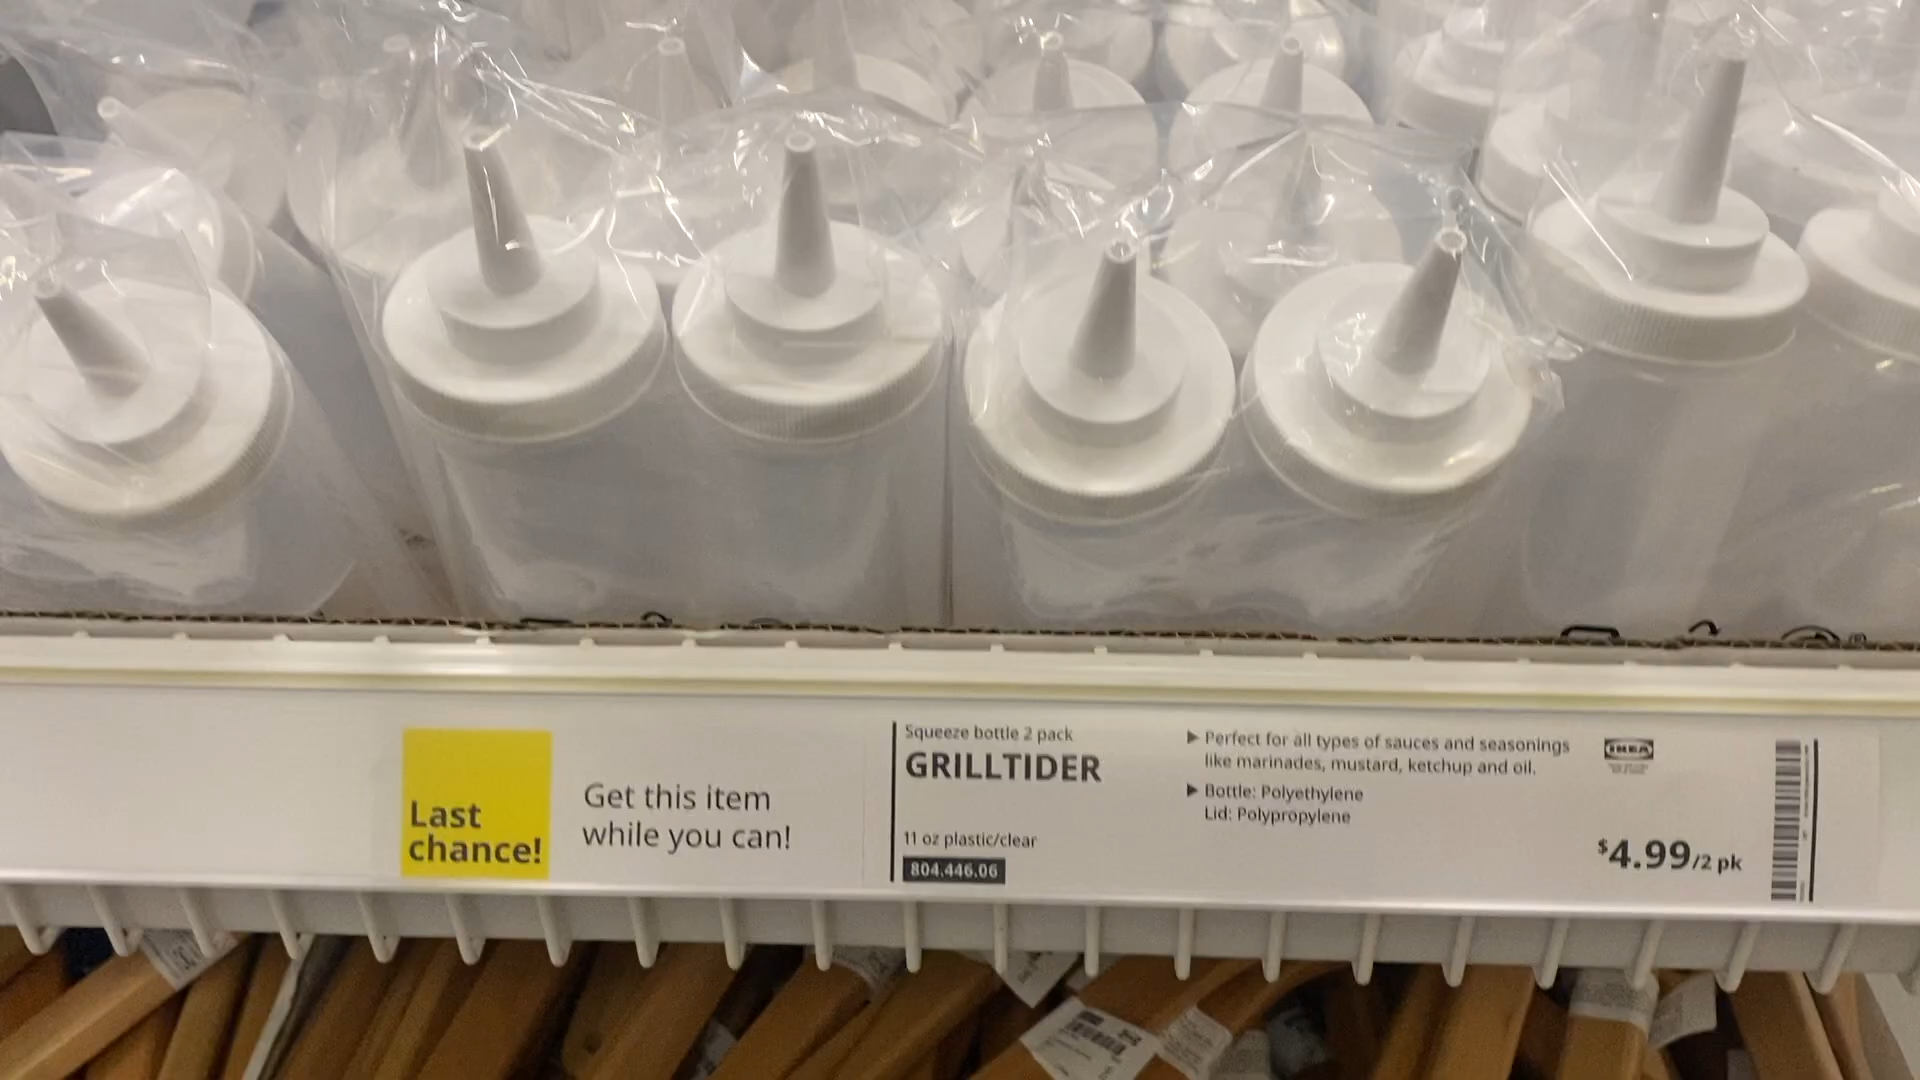 Last
chance!
Get this item
while you can!
Squeeze bottle 2 pack
GRILLTIDER
11 oz plastic/clear
804.446.06
▶ Perfect for all types of sauces and seasonings
like marinades, mustard, ketchup and oil.
▶ Bottle: Polyethylene
Lid: Polypropylene
IKEA
$4.99/2 pk